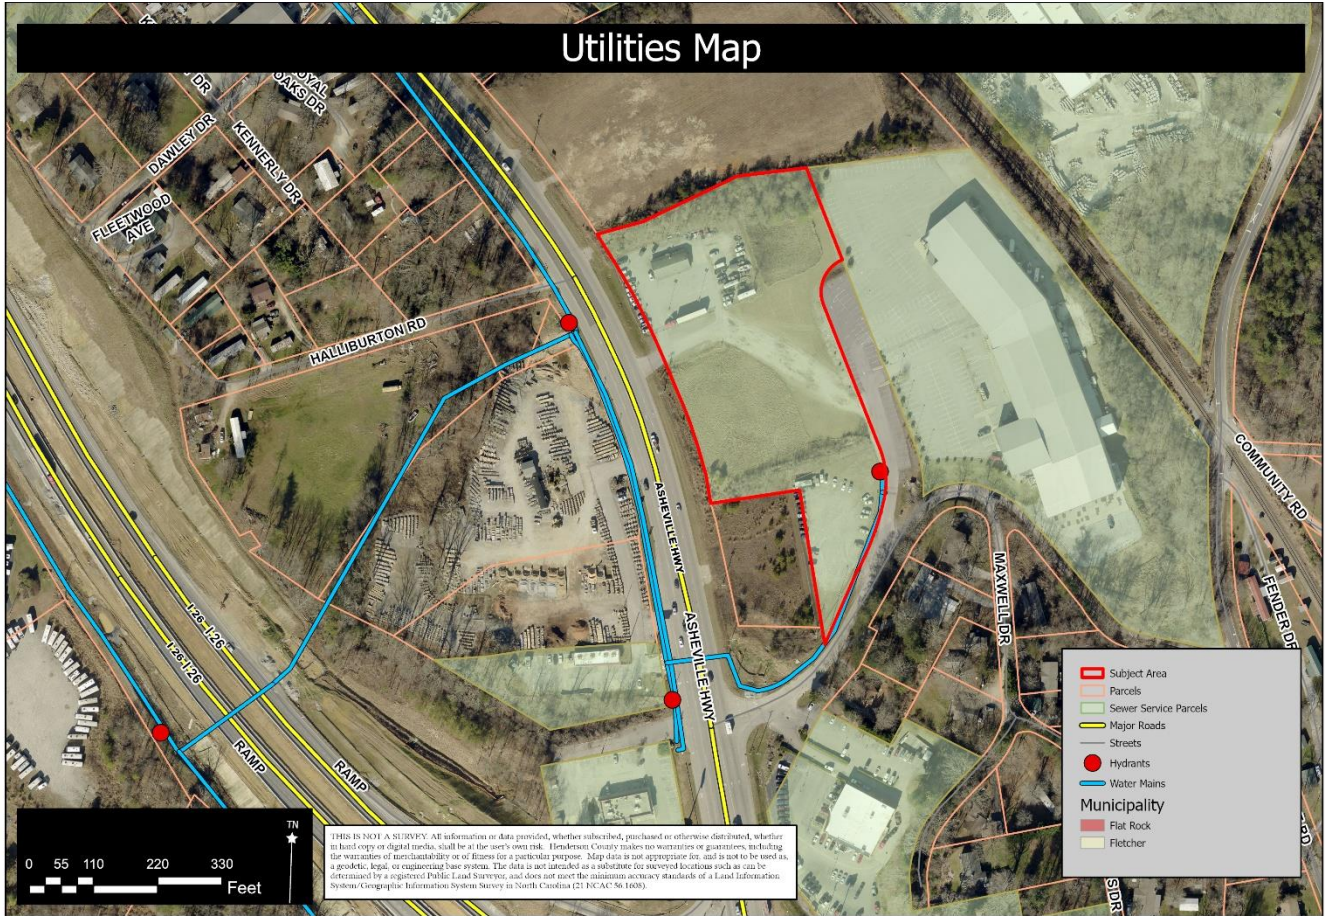 Utilities Map
DR
ROYAL
OAKS DR
DAWLEY DR
KENNERLY DR
FLEETWOOD
AVE
HALLIBURTON RD
ASHEVILLE HWY
ASHEVILLE HWY
COMMUNITY RD
MAXWELL DR
FENDER DR
I-26 I-26
I-26 I-26
RAMP
RAMP
Subject Area
Parcels
Sewer Service Parcels
Major Roads
Streets
Hydrants
Water Mains
Municipality
Flat Rock
Fletcher
TN
0 55 110 220 330
Feet
THIS IS NOT A SURVEY. All information or data provided, whether subscribed, purchased or otherwise distributed, whether
in hard copy or digital media, shall be at the user's own risk. Henderson County makes no warranties or guarantees, including
the warranties of merchantability or of fitness for a particular purpose. Map data is not appropriate for, and is not to be used as,
a geodetic, legal, or engineering base system. The data is not intended as a substitute for surveyed locations such as can be
determined by a registered Public Land Surveyor, and does not meet the minimum accuracy standards of a Land Information
System/Geographic Information System Survey in North Carolina (21 NCAC 56.1608).